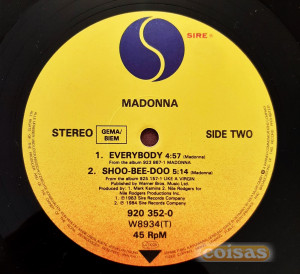 SIRE®
MADONNA
STEREO GEMA/BIEM SIDE TWO
1. EVERYBODY 4:57 (Madonna)
From the album 923 867-1 MADONNA
2. SHOO-BEE-DOO 5:14 (Madonna)
From the album 925 157-1 LIKE A VIRGIN
Published by Warner Bros. Music Ltd.
Produced by: 1. Mark Kamins 2. Nile Rodgers for
Nile Rodgers Productions Inc.
1. ℗1983 Sire Records Company
2. ℗1984 Sire Records Company
920 352-0
W8934(T)
45 RpM
coisas